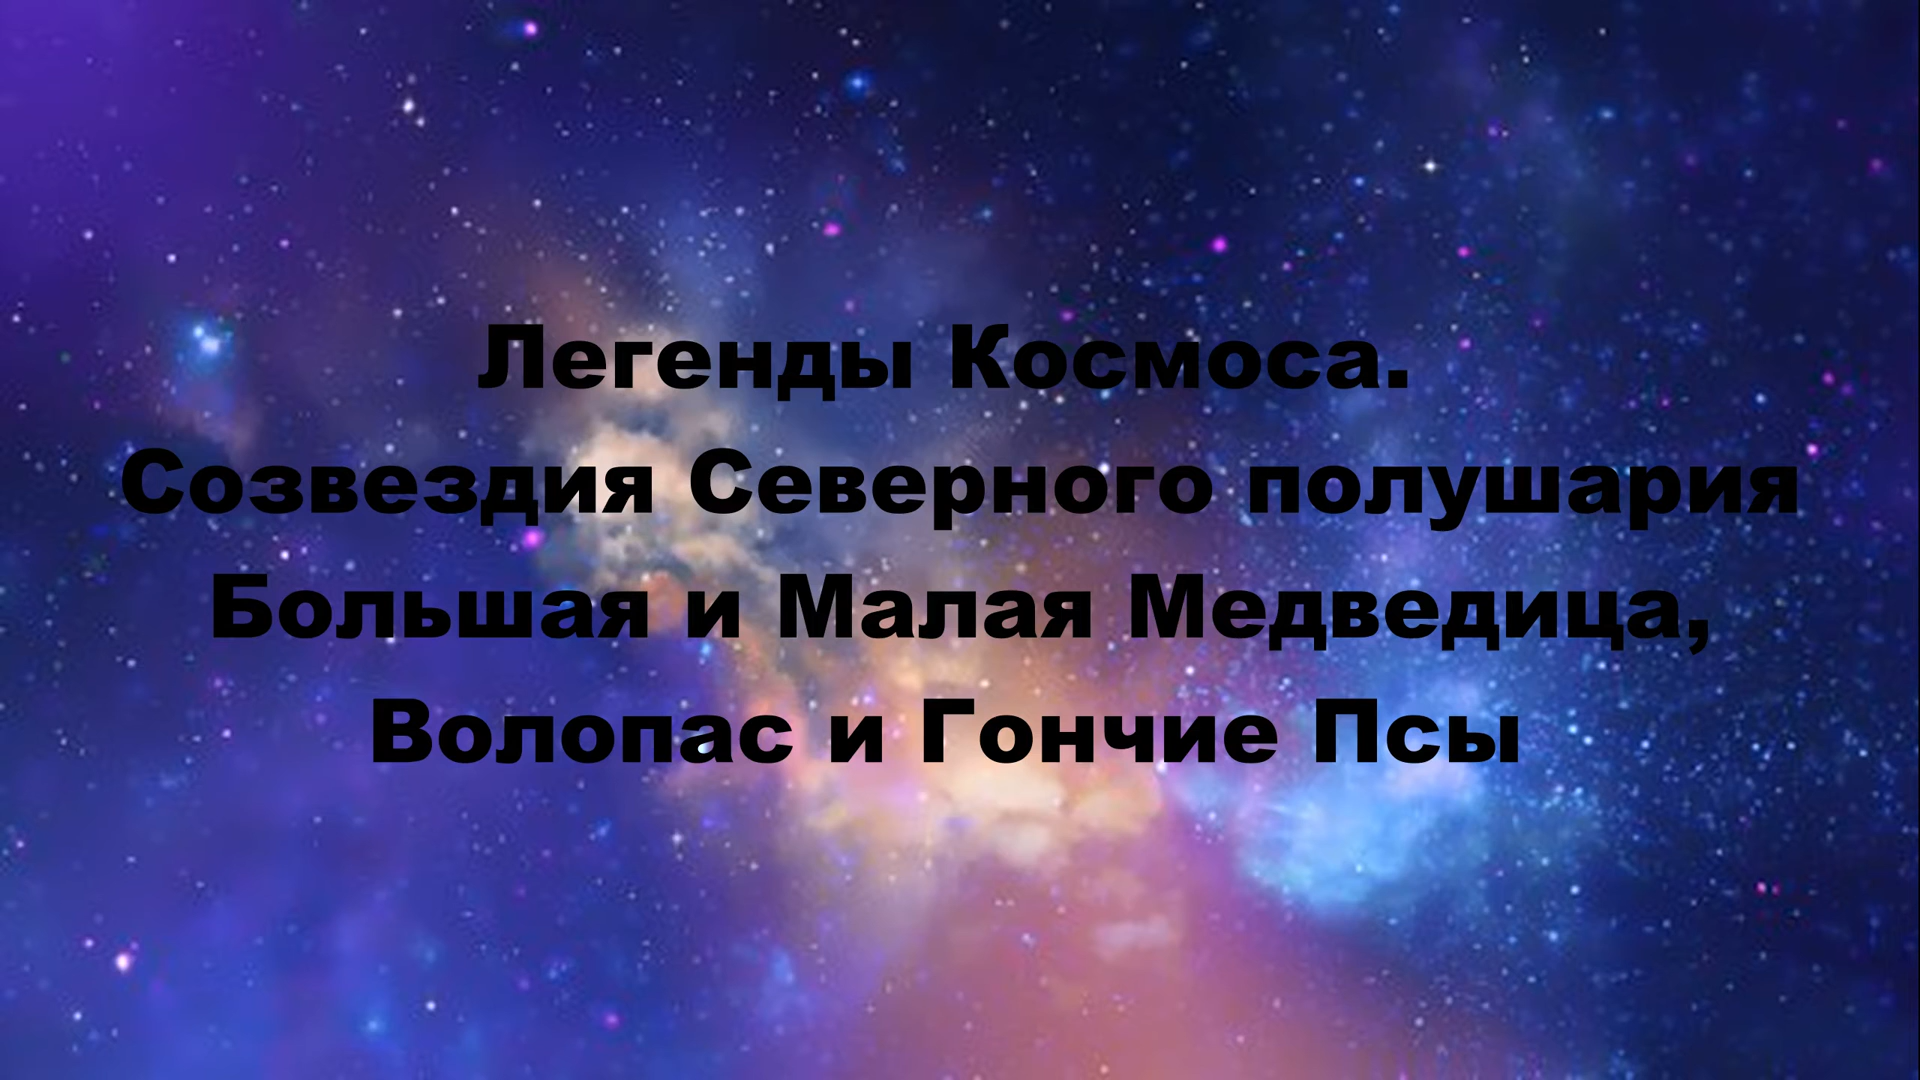 Легенды Космоса.
Созвездия Северного полушария
Большая и Малая Медведица,
Волопас и Гончие Псы